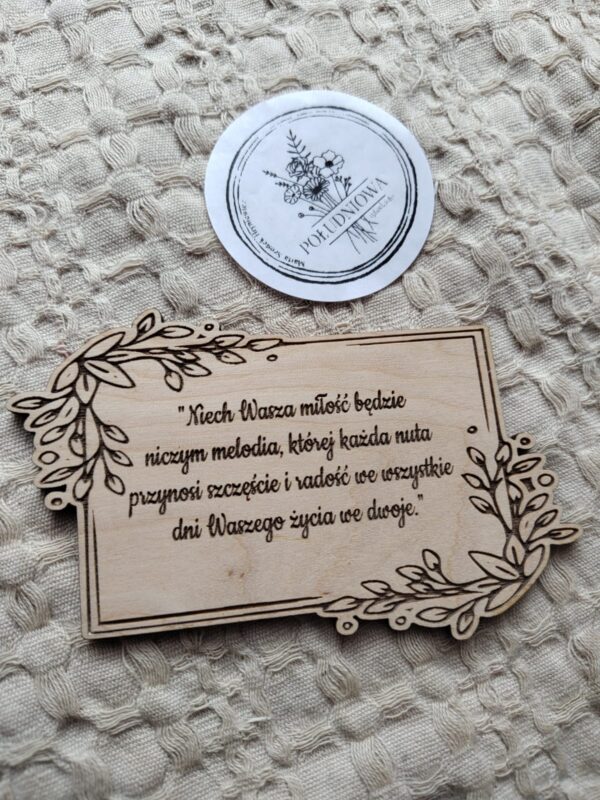 POŁUDNIOWA
"Niech Wasza miłość będzie
niczym melodia, której każda nuta
przynosi szczęście i radość we wszystkie
dni Waszego życia we dwoje."